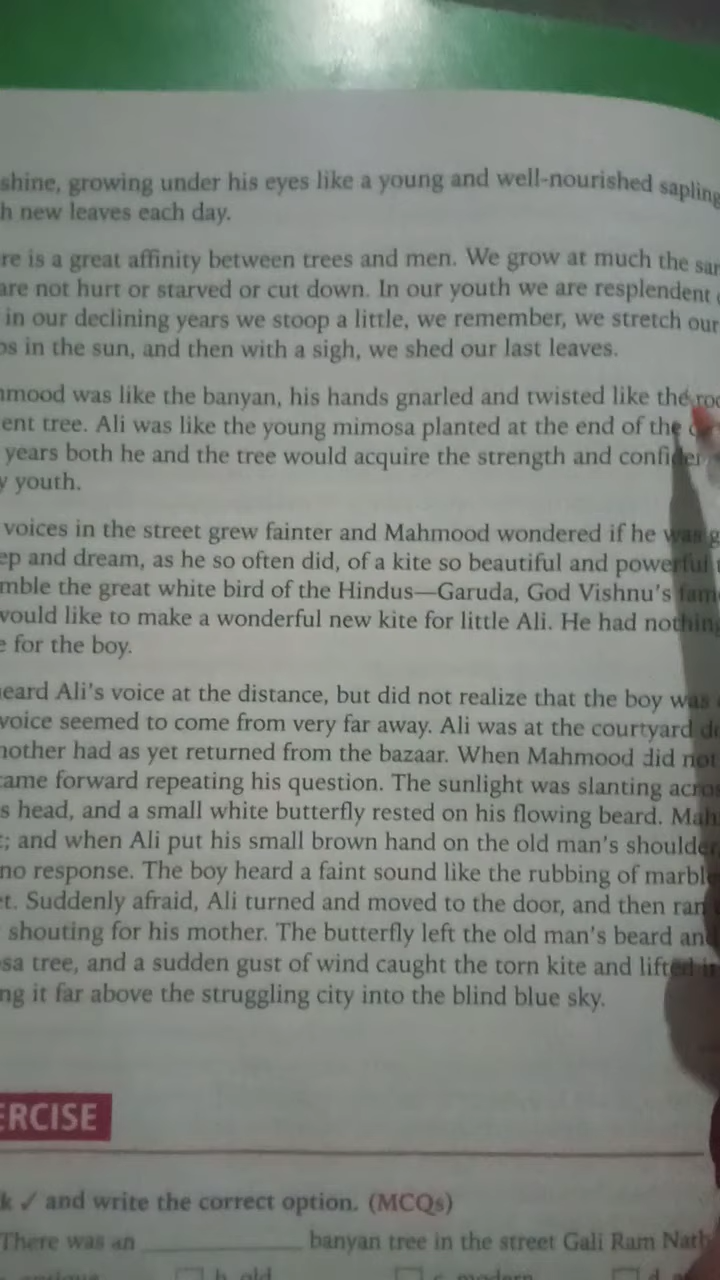 shine, growing under his eyes like a young and well-nourished sapling
h new leaves each day.
re is a great affinity between trees and men. We grow at much the
are not hurt or starved or cut down. In our youth we are resplendent
in our declining years we stoop a little, we remember, we stretch our
in the sun, and then with a sigh, we shed our last leaves.
mood was like the banyan, his hands gnarled and twisted like the
ent tree. Ali was like the young mimosa planted at the end of the
years both he and the tree would acquire the strength and
y youth.
voices in the street grew fainter and Mahmood wondered if he was
ep and dream, as he so often did, of a kite so beautiful and powerful
mble the great white bird of the Hindus—Garuda, God Vishnu's
would like to make a wonderful new kite for little Ali. He had nothing
e for the boy.
eard Ali's voice at the distance, but did not realize that the boy was
voice seemed to come from very far away. Ali was at the courtyard
mother had as yet returned from the bazaar. When Mahmood did not
came forward repeating his question. The sunlight was slanting
s head, and a small white butterfly rested on his flowing beard.
; and when Ali put his small brown hand on the old man's
no response. The boy heard a faint sound like the rubbing of
t. Suddenly afraid, Ali turned and moved to the door, and then ran
shouting for his mother. The butterfly left the old man's beard and
sa tree, and a sudden gust of wind caught the torn kite and lifted
ng it far above the struggling city into the blind blue sky.
ERCISE
k ✓ and write the correct option. (MCQs)
There was an __________ banyan tree in the street Gali Ram Nath
b. old c. modern